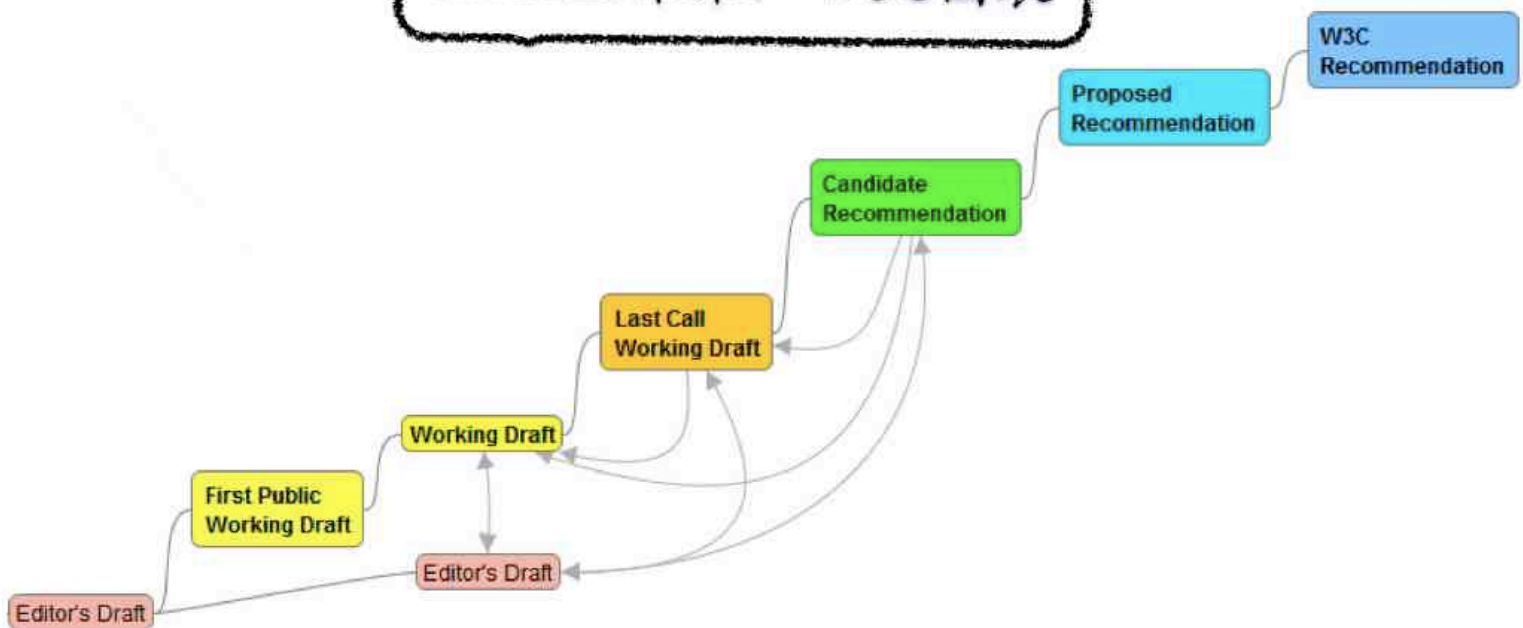 W3C
Recommendation
Proposed
Recommendation
Candidate
Recommendation
Last Call
Working Draft
Working Draft
First Public
Working Draft
Editor's Draft
Editor's Draft